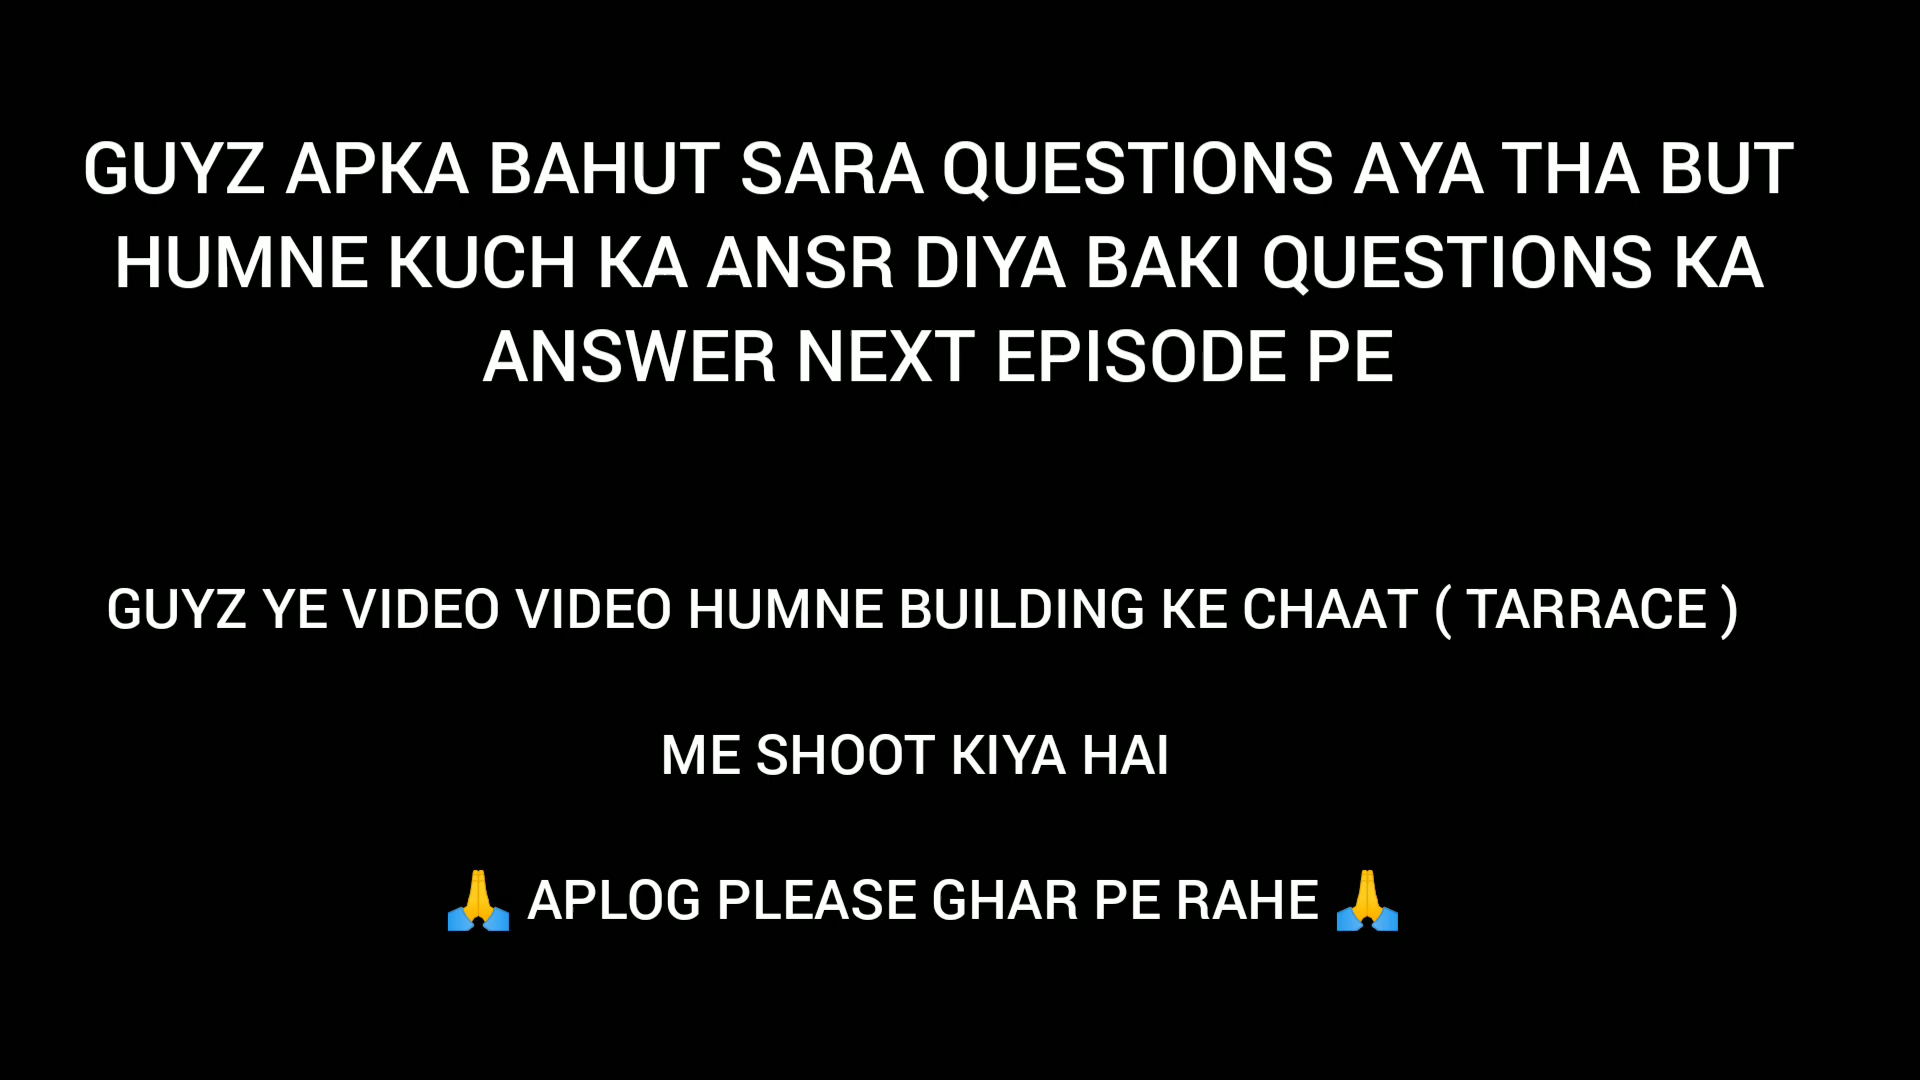 GUYZ APKA BAHUT SARA QUESTIONS AYA THA BUT
HUMNE KUCH KA ANSR DIYA BAKI QUESTIONS KA
ANSWER NEXT EPISODE PE
GUYZ YE VIDEO VIDEO HUMNE BUILDING KE CHAAT ( TARRACE )
ME SHOOT KIYA HAI
🙏 APLOG PLEASE GHAR PE RAHE 🙏